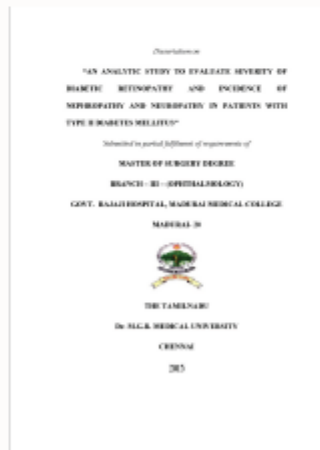 Dissertation on
“AN ANALYTIC STUDY TO EVALUATE SEVERITY OF
DIABETIC RETINOPATHY AND INCIDENCE OF
NEPHROPATHY AND NEUROPATHY IN PATIENTS WITH
TYPE II DIABETES MELLITUS”
Submitted in partial fulfillment of requirements of
MASTER OF SURGERY DEGREE
BRANCH – III – (OPHTHALMOLOGY)
GOVT. RAJAJI HOSPITAL, MADURAI MEDICAL COLLEGE
MADURAI- 20
THE TAMILNADU
Dr. M.G.R. MEDICAL UNIVERSITY
CHENNAI